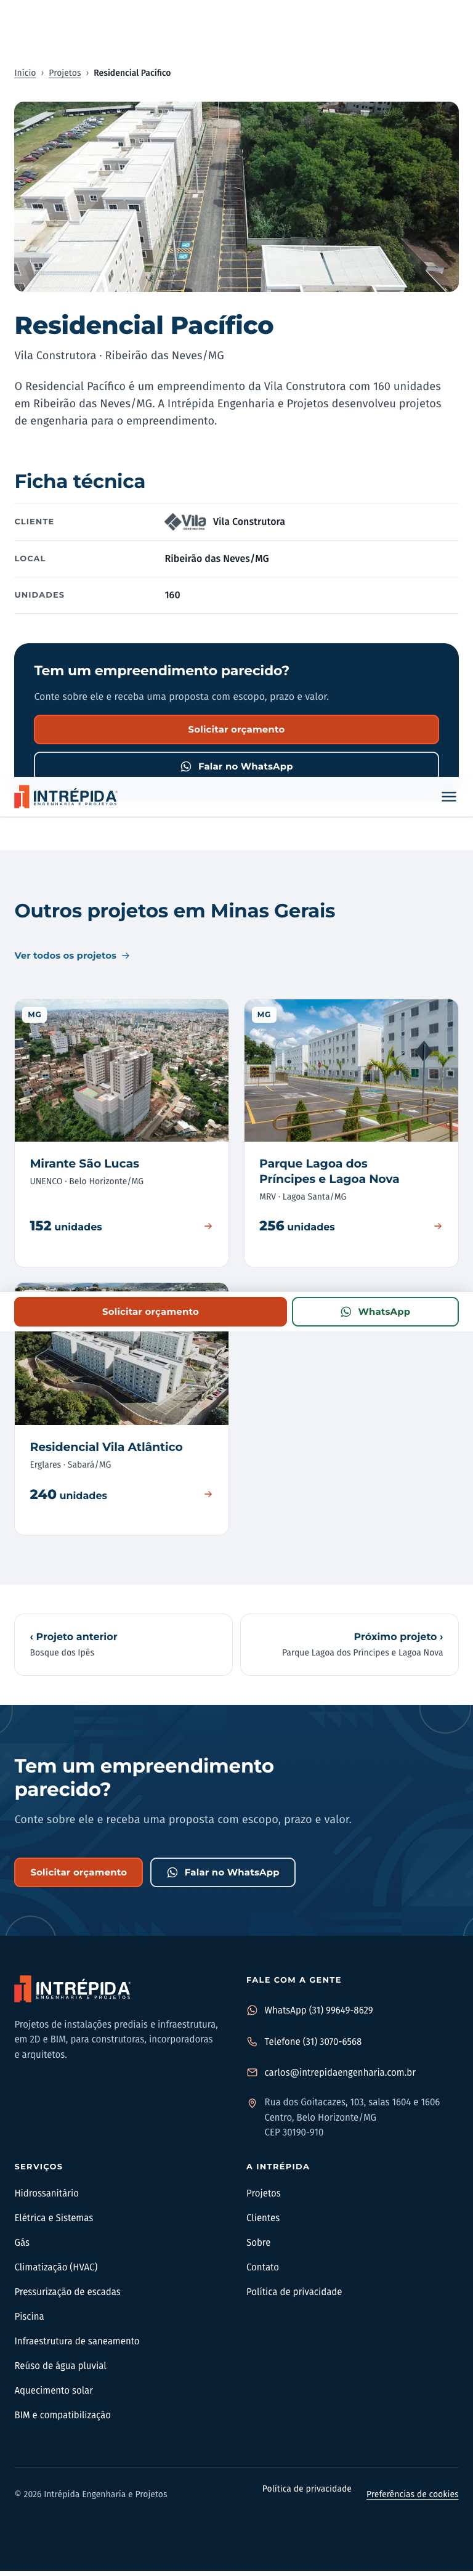 Início › Projetos › Residencial Pacífico
Residencial Pacífico
Vila Construtora · Ribeirão das Neves/MG
O Residencial Pacífico é um empreendimento da Vila Construtora com 160 unidades
em Ribeirão das Neves/MG. A Intrépida Engenharia e Projetos desenvolveu projetos
de engenharia para o empreendimento.
Ficha técnica
CLIENTE
Vila
Vila Construtora
LOCAL
Ribeirão das Neves/MG
UNIDADES
160
Tem um empreendimento parecido?
Conte sobre ele e receba uma proposta com escopo, prazo e valor.
Solicitar orçamento
Falar no WhatsApp
INTRÉPIDA
ENGENHARIA E PROJETOS
Outros projetos em Minas Gerais
Ver todos os projetos →
MG
Mirante São Lucas
UNENCO · Belo Horizonte/MG
152 unidades →
MG
Parque Lagoa dos
Príncipes e Lagoa Nova
MRV · Lagoa Santa/MG
256 unidades →
Solicitar orçamento
WhatsApp
Residencial Vila Atlântico
Erglares · Sabará/MG
240 unidades →
‹ Projeto anterior
Bosque dos Ipês
Próximo projeto ›
Parque Lagoa dos Príncipes e Lagoa Nova
Tem um empreendimento
parecido?
Conte sobre ele e receba uma proposta com escopo, prazo e valor.
Solicitar orçamento
Falar no WhatsApp
INTRÉPIDA
ENGENHARIA E PROJETOS
Projetos de instalações prediais e infraestrutura,
em 2D e BIM, para construtoras, incorporadoras
e arquitetos.
FALE COM A GENTE
WhatsApp (31) 99649-8629
Telefone (31) 3070-6568
carlos@intrepidaengenharia.com.br
Rua dos Goitacazes, 103, salas 1604 e 1606
Centro, Belo Horizonte/MG
CEP 30190-910
SERVIÇOS
Hidrossanitário
Elétrica e Sistemas
Gás
Climatização (HVAC)
Pressurização de escadas
Piscina
Infraestrutura de saneamento
Reúso de água pluvial
Aquecimento solar
BIM e compatibilização
A INTRÉPIDA
Projetos
Clientes
Sobre
Contato
Política de privacidade
© 2026 Intrépida Engenharia e Projetos
Política de privacidade
Preferências de cookies